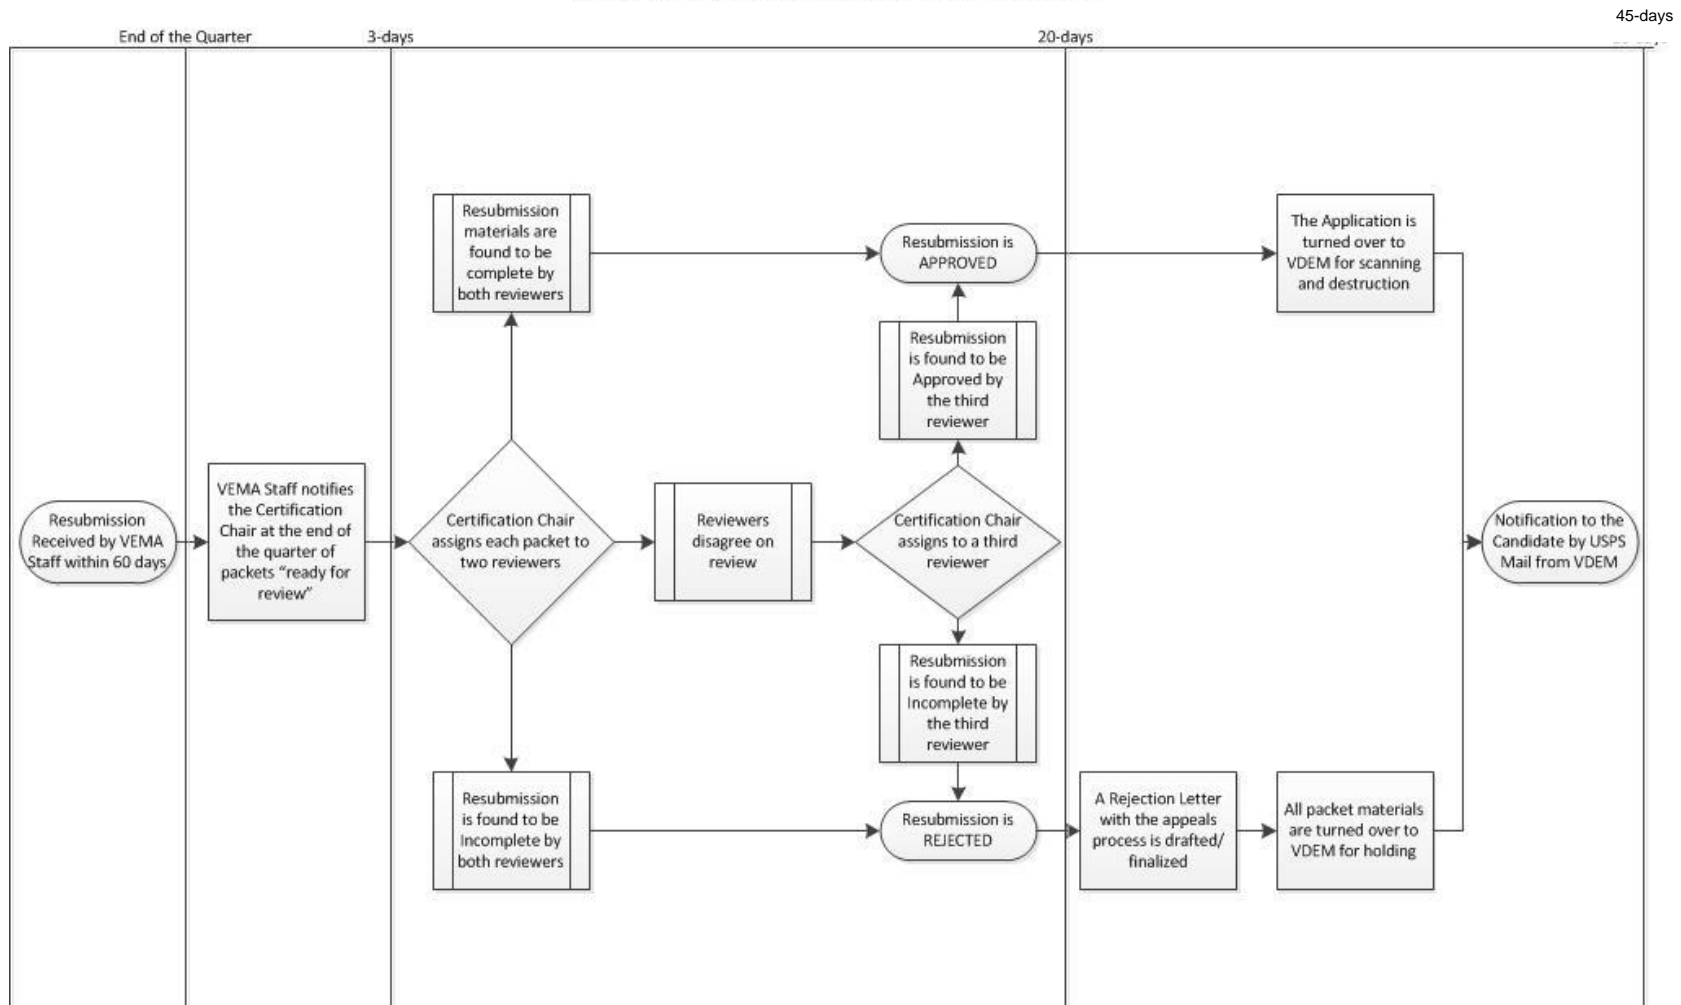 45-days
End of the Quarter
3-days
20-days
Resubmission
materials are
found to be
complete by
both reviewers
Resubmission is
APPROVED
The Application is
turned over to
VDEM for scanning
and destruction
Resubmission
is found to be
Approved by
the third
reviewer
Resubmission
Received by VEMA
Staff within 60 days
VEMA Staff notifies
the Certification
Chair at the end of
the quarter of
packets “ready for
review”
Certification Chair
assigns each packet to
two reviewers
Reviewers
disagree on
review
Certification Chair
assigns to a third
reviewer
Notification to the
Candidate by USPS
Mail from VDEM
Resubmission
is found to be
Incomplete by
the third
reviewer
Resubmission
is found to be
Incomplete by
both reviewers
Resubmission is
REJECTED
A Rejection Letter
with the appeals
process is drafted/
finalized
All packet materials
are turned over to
VDEM for holding